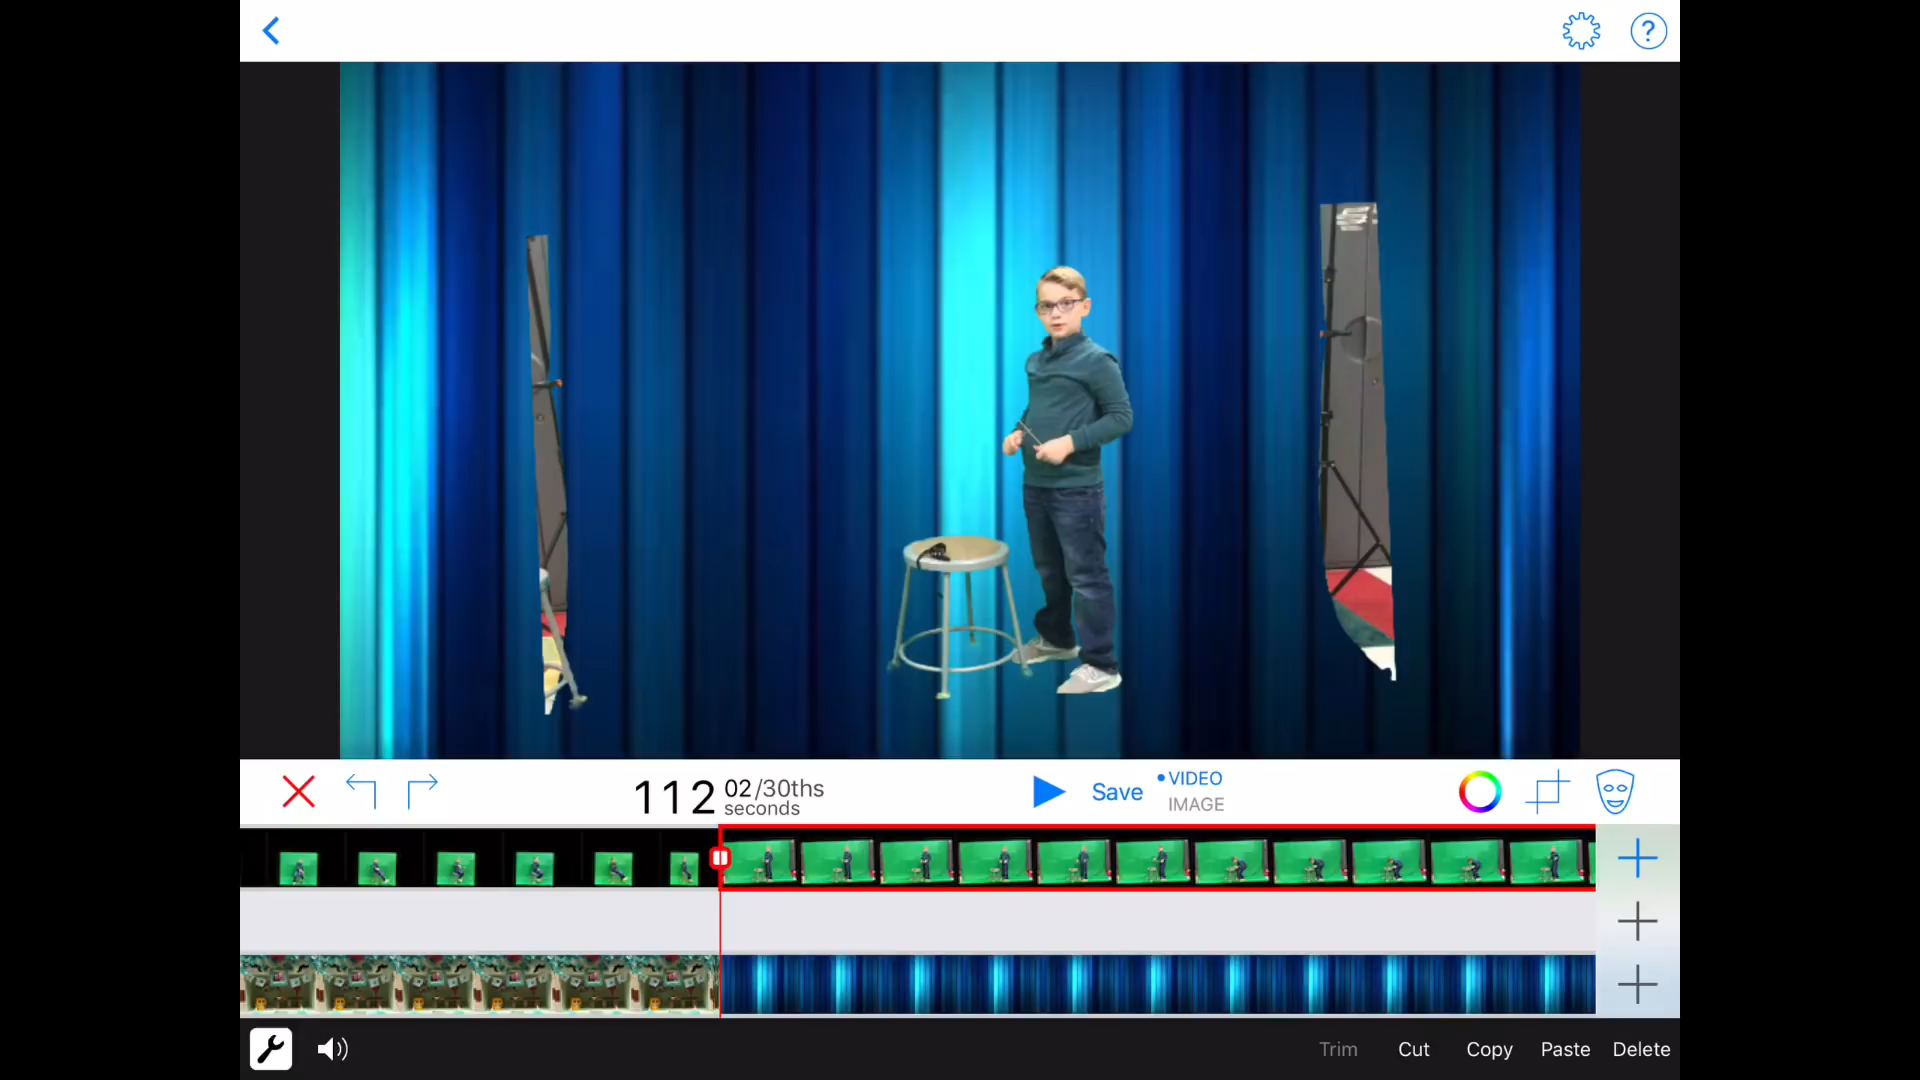 ?
112 02/30ths
seconds
Save
VIDEO
IMAGE
Trim Cut Copy Paste Delete